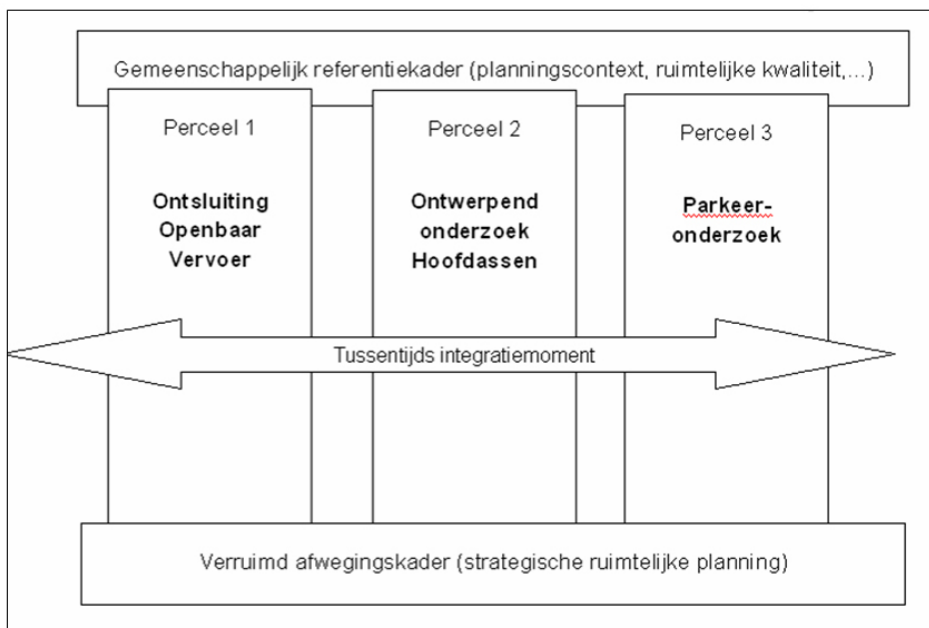 Gemeenschappelijk referentiekader (planningscontext, ruimtelijke kwaliteit,...)
Perceel 1
Ontsluiting
Openbaar
Vervoer
Perceel 2
Ontwerpend
onderzoek
Hoofdassen
Perceel 3
Parkeer-
onderzoek
Tussentijds integratiemoment
Verruimd afwegingskader (strategische ruimtelijke planning)